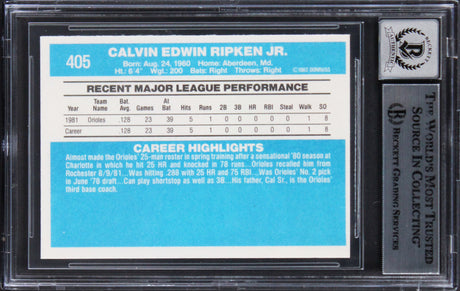 405
CALVIN EDWIN RIPKEN JR.
Born: Aug. 24, 1960 Home: Aberdeen, Md.
Ht.: 6'4" Wgt.: 200 Bats: Right Throws: Right
©1982 DONRUSS
RECENT MAJOR LEAGUE PERFORMANCE
Year Team Name Bat. Avg. Games At Bat Hits Runs 2B 3B HR RBI Steal Walk SO
1981 Orioles .128 23 39 5 1 0 0 0 0 0 1 8
Career .128 23 39 5 1 0 0 0 0 0 1 8
CAREER HIGHLIGHTS
Almost made the Orioles' 25-man roster in spring training after a sensational '80 season at
Charlotte in which he hit 25 HR and knocked in 78 runs. Orioles recalled him from
Rochester 8/9/81...Was hitting .288 with 25 HR and 75 RBI...Was Orioles' No. 2 pick
in June '78 draft...Can play shortstop as well as 3B...His father, Cal Sr., is the Orioles'
third base coach.
BECKETT
AUTHENTIC
THE WORLD'S MOST TRUSTED
SOURCE IN COLLECTING™
BECKETT GRADING SERVICES